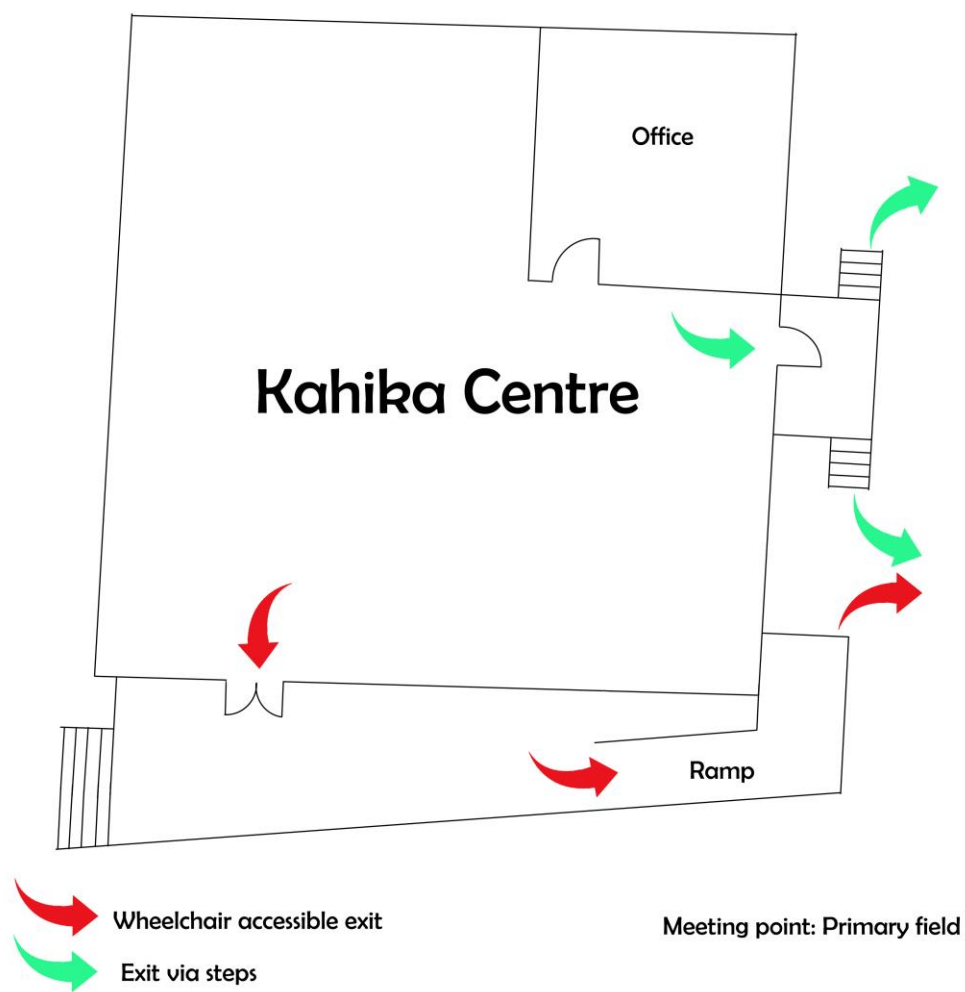 Office
Kahika Centre
Ramp
Wheelchair accessible exit
Meeting point: Primary field
Exit via steps